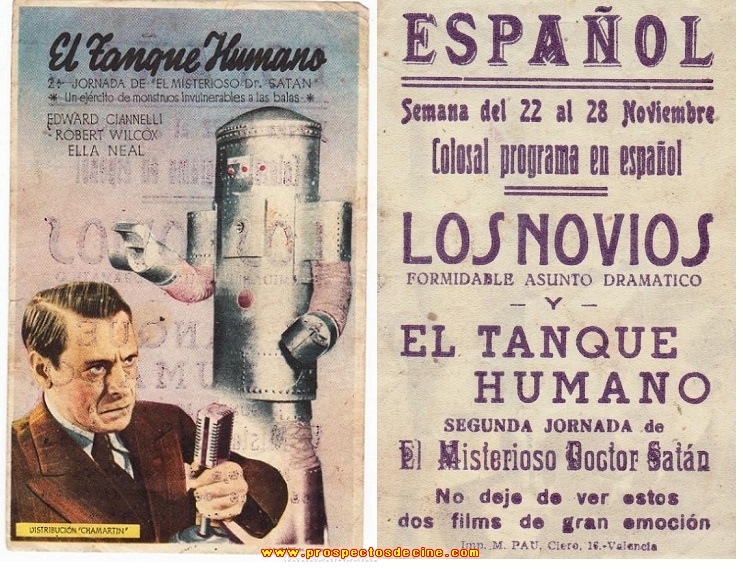 El Tanque Humano
2ª JORNADA DE "EL MISTERIOSO Dr. SATAN"
Un ejército de monstruos invulnerables a las balas
EDWARD CIANNELLI
ROBERT WILCOX
ELLA NEAL
DISTRIBUCIÓN "CHAMARTIN"
ESPAÑOL
Semana del 22 al 28 Noviembre
Colosal programa en español
LOS NOVIOS
FORMIDABLE ASUNTO DRAMATICO
— Y —
EL TANQUE
HUMANO
SEGUNDA JORNADA de
El Misterioso Doctor Satán
No deje de ver estos
dos films de gran emoción
Imp. M. PAU, Ciero, 16.-Valencia
www.prospectosdecine.com